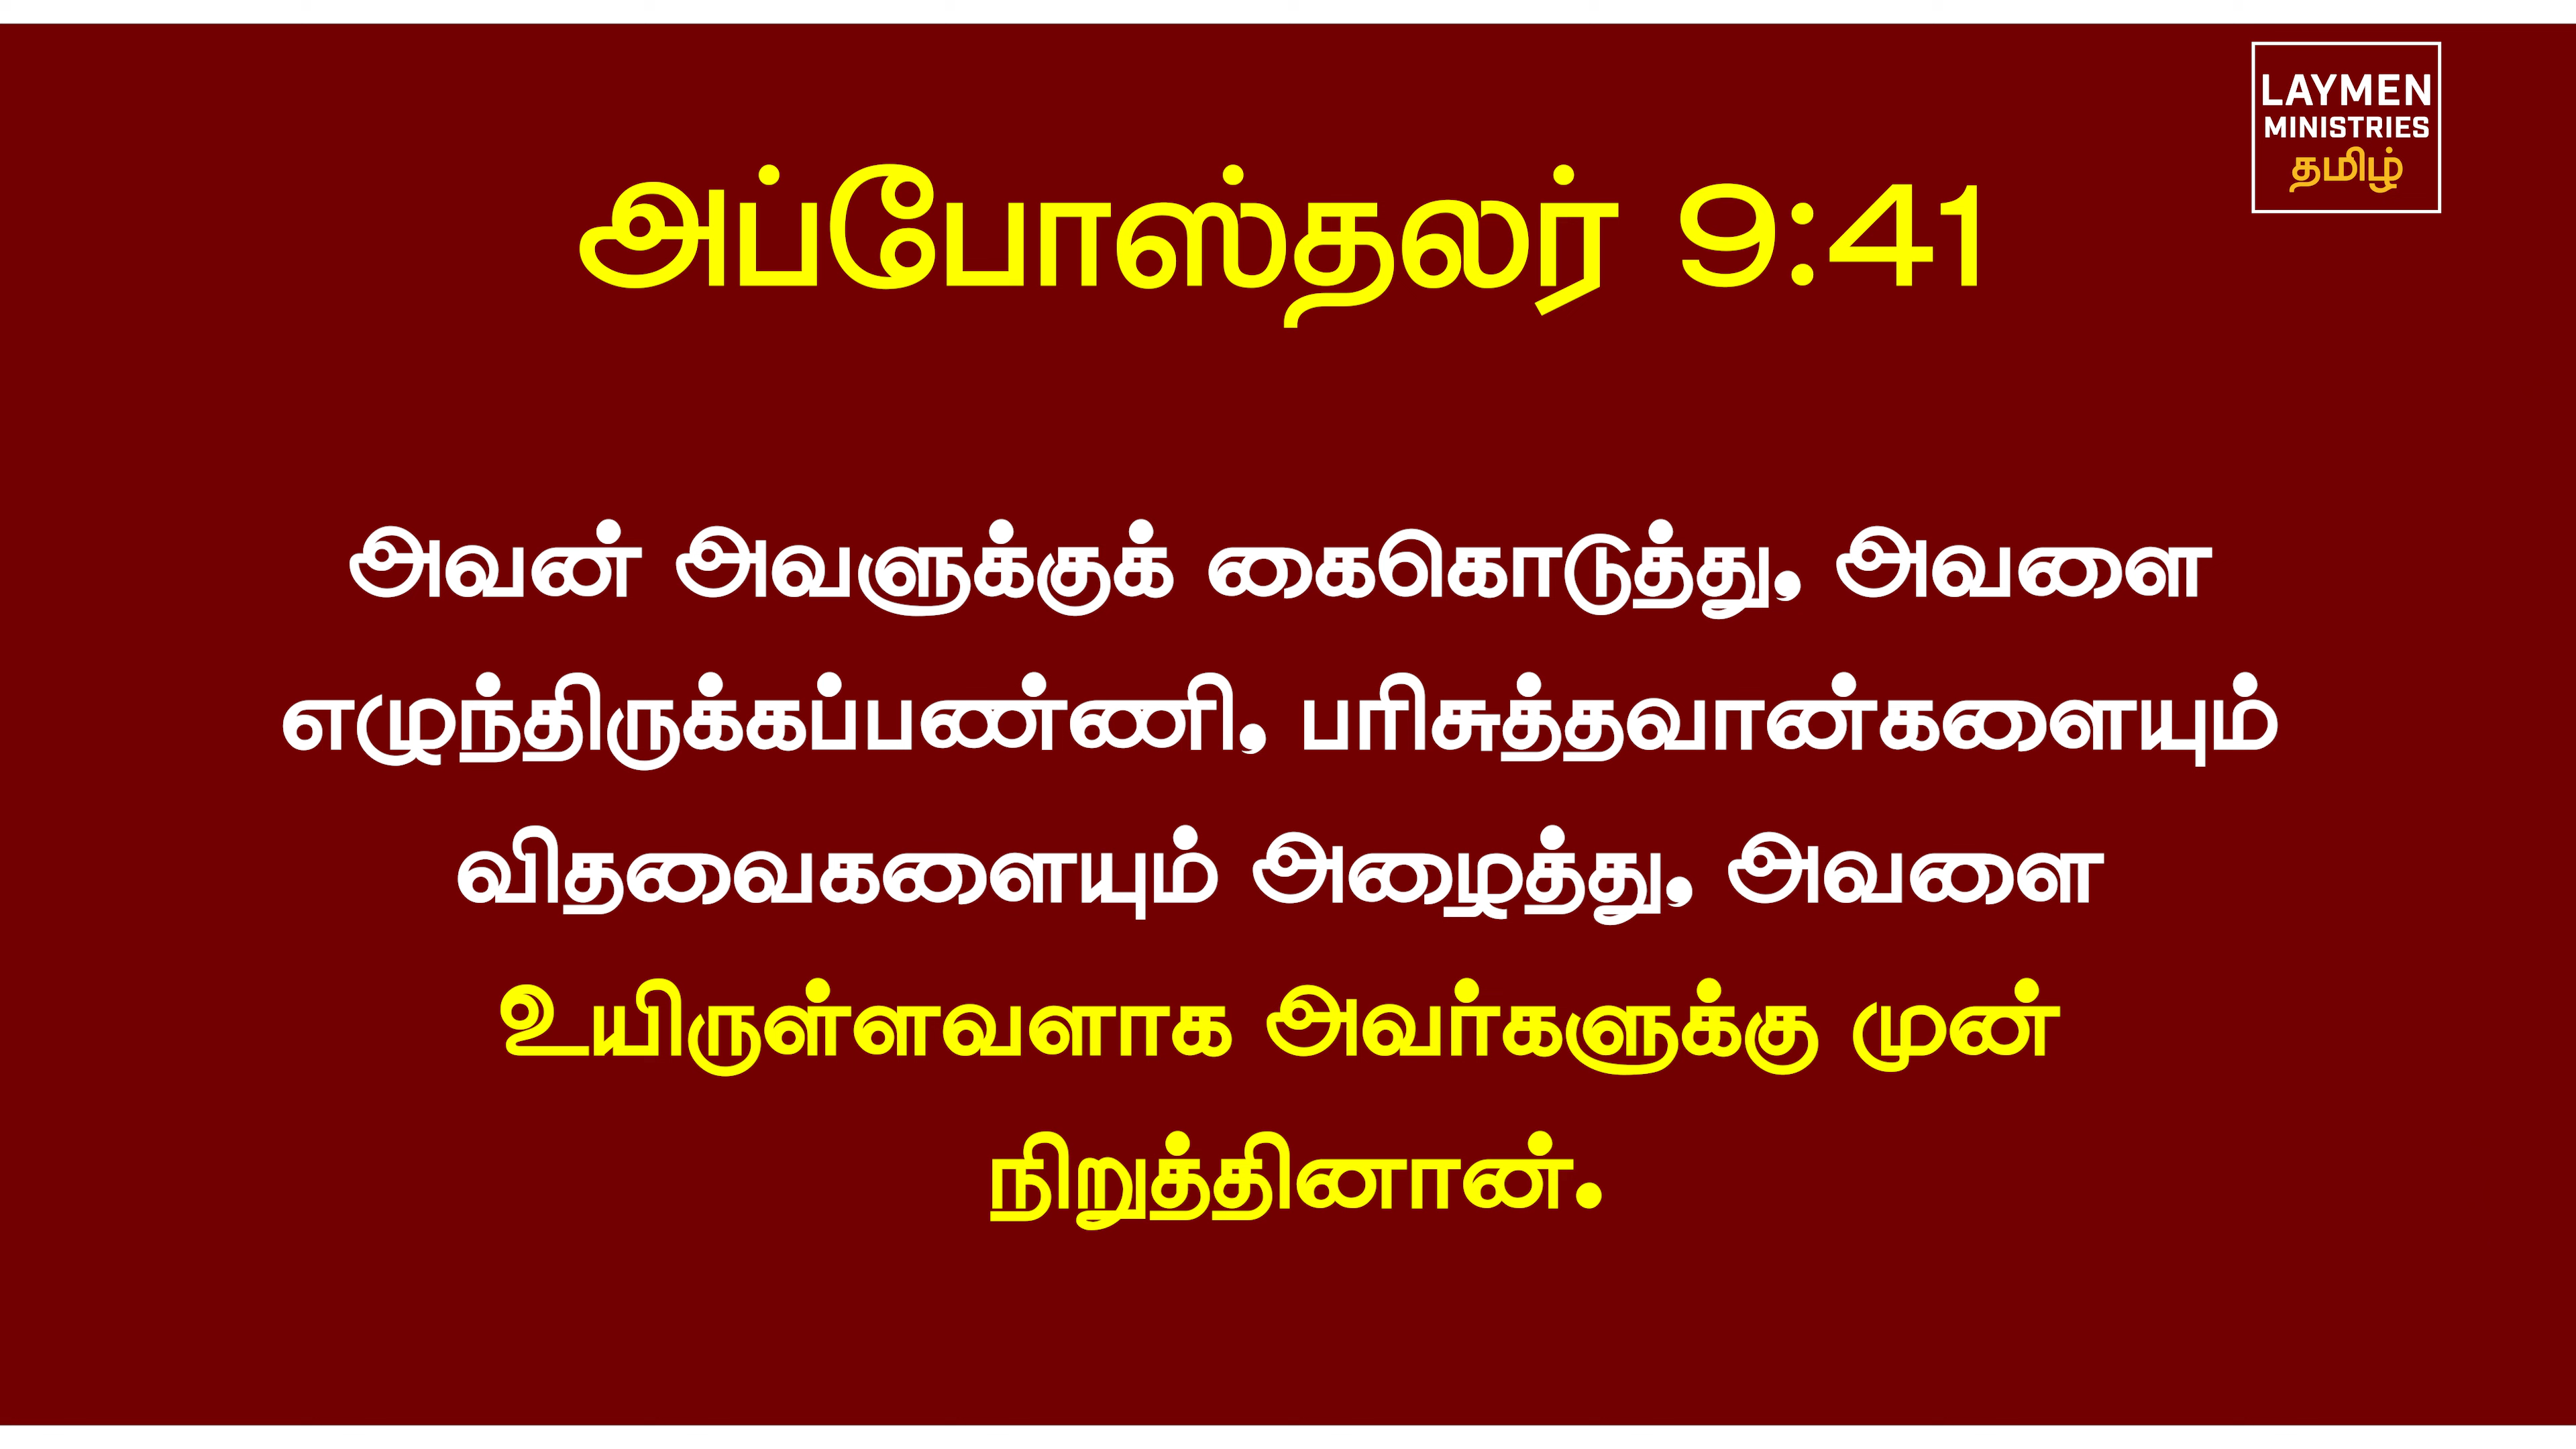 LAYMEN
MINISTRIES
தமிழ்
அப்போஸ்தலர் 9:41
அவன் அவளுக்குக் கைகொடுத்து, அவளை
எழுந்திருக்கப்பண்ணி, பரிசுத்தவான்களையும்
விதவைகளையும் அழைத்து, அவளை
உயிருள்ளவளாக அவர்களுக்கு முன்
நிறுத்தினான்.